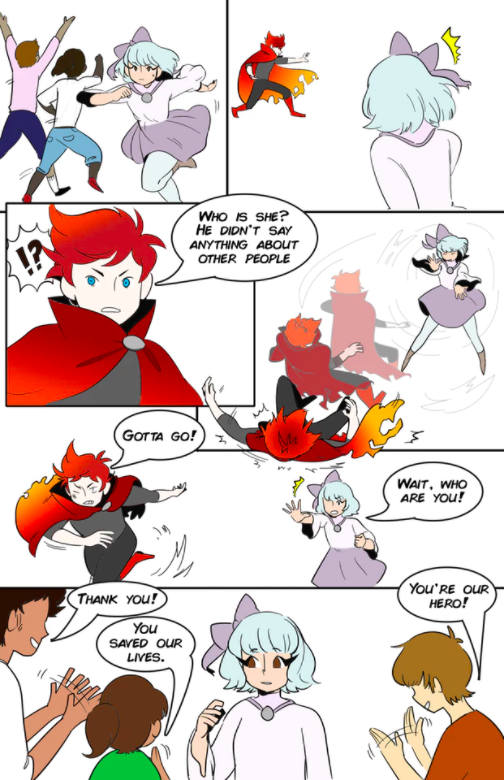 !?
WHO IS SHE?
HE DIDN'T SAY
ANYTHING ABOUT
OTHER PEOPLE
GOTTA GO!
WAIT, WHO
ARE YOU!
THANK YOU!
YOU
SAVED OUR
LIVES.
YOU'RE OUR
HERO!